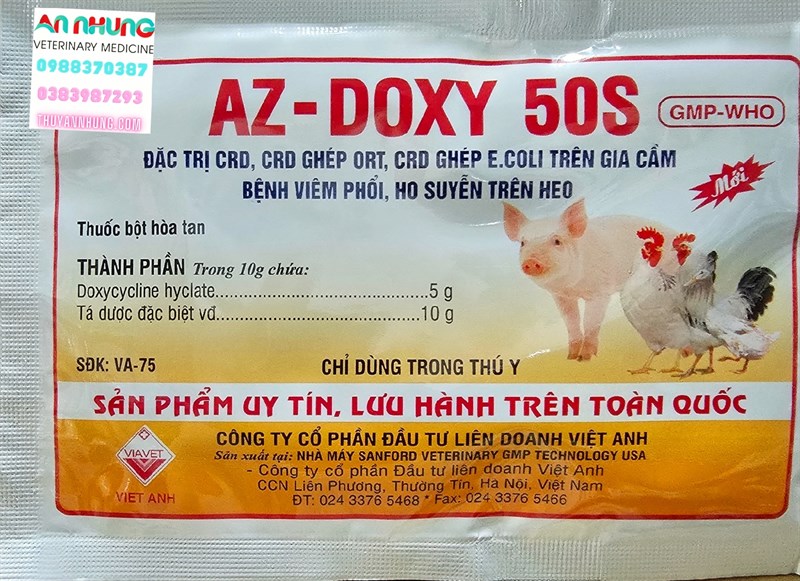 AN NHUNG
VETERINARY MEDICINE
0988370387
0383987293
THUYANNHUNG.COM
AZ-DOXY 50S
GMP-WHO
ĐẶC TRỊ CRD, CRD GHÉP ORT, CRD GHÉP E.COLI TRÊN GIA CẦM
BỆNH VIÊM PHỔI, HO SUYỄN TRÊN HEO
Mới
Thuốc bột hòa tan
THÀNH PHẦN Trong 10g chứa:
Doxycycline hyclate..........................................5 g
Tá dược đặc biệt vđ........................................10 g
SĐK: VA-75
CHỈ DÙNG TRONG THÚ Y
SẢN PHẨM UY TÍN, LƯU HÀNH TRÊN TOÀN QUỐC
VIAVET
VIỆT ANH
CÔNG TY CỔ PHẦN ĐẦU TƯ LIÊN DOANH VIỆT ANH
Sản xuất tại: NHÀ MÁY SANFORD VETERINARY GMP TECHNOLOGY USA
- Công ty cổ phần Đầu tư liên doanh Việt Anh
CCN Liên Phương, Thường Tín, Hà Nội, Việt Nam
ĐT: 024 3376 5468 * Fax: 024 3376 5466